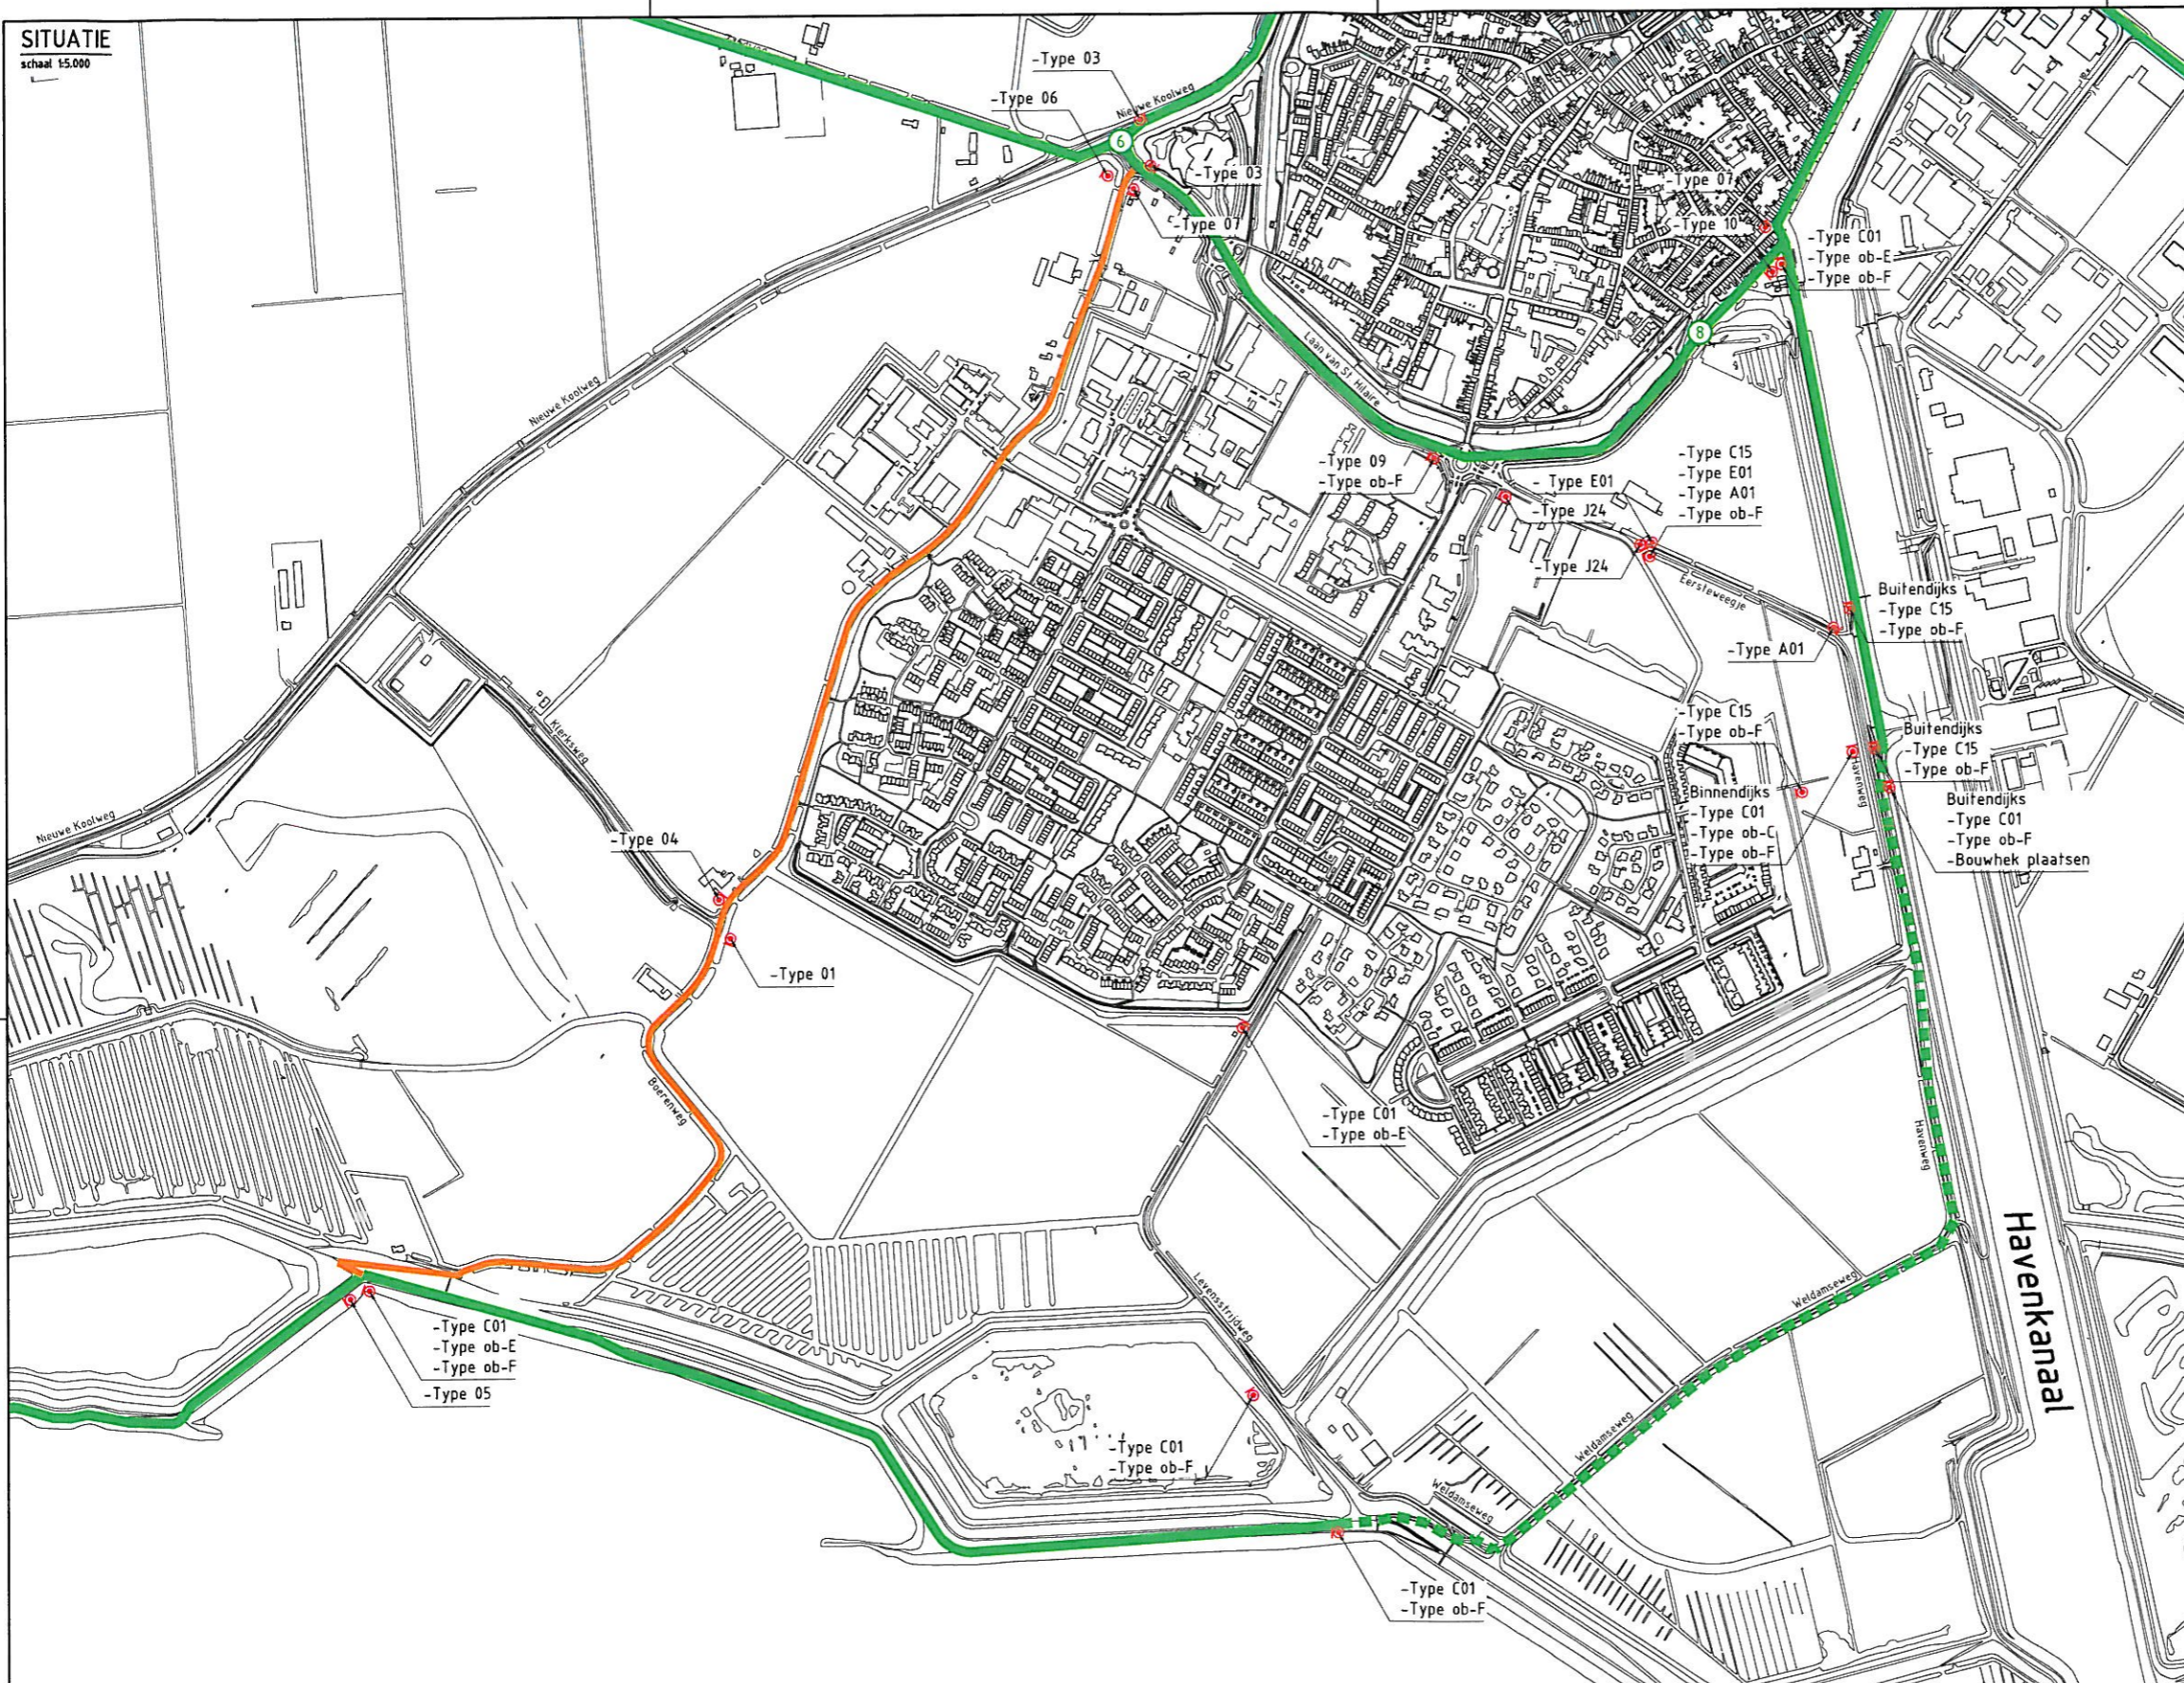 SITUATIE
schaal 1:5.000
-Type 03
Nieuwe Koolweg
-Type 06
6
-Type 03
-Type 07
-Type 07
-Type 10
-Type C01
-Type ob-E
-Type ob-F
8
Laan van St. Hilaire
Nieuwe Koolweg
-Type 09
-Type ob-F
- Type E01
-Type J24
-Type C15
-Type E01
-Type A01
-Type ob-F
-Type J24
Eersteweegje
Buitendijks
-Type C15
-Type ob-F
-Type A01
Klerksweg
-Type C15
-Type ob-F
Buitendijks
-Type C15
-Type ob-F
Havenweg
Binnendijks
-Type C01
-Type ob-C
-Type ob-F
Buitendijks
-Type C01
-Type ob-F
-Bouwhek plaatsen
Nieuwe Koolweg
-Type 04
-Type 01
Boerenweg
-Type C01
-Type ob-E
Havenweg
Havenkanaal
Levensstrijdweg
Weldamseweg
-Type C01
-Type ob-E
-Type ob-F
-Type 05
-Type C01
-Type ob-F
Weldamseweg
Weldamseweg
-Type C01
-Type ob-F